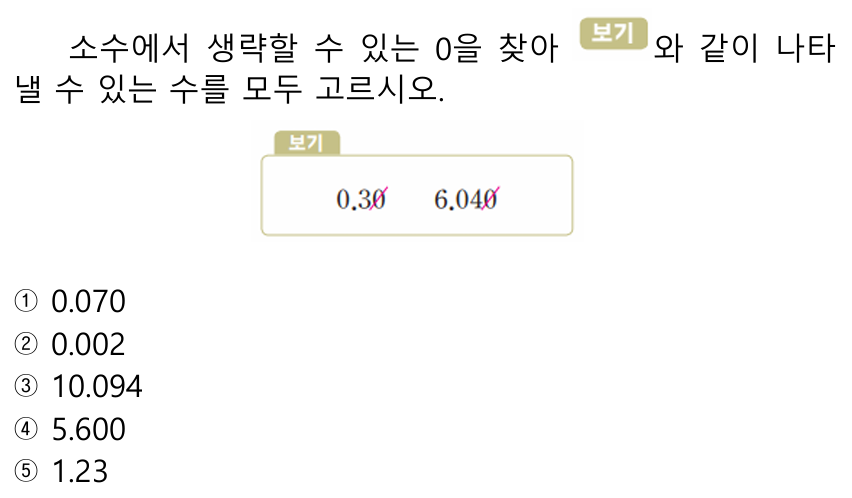 소수에서 생략할 수 있는 0을 찾아 보기 와 같이 나타
낼 수 있는 수를 모두 고르시오.
보기
0.30 6.040
① 0.070
② 0.002
③ 10.094
④ 5.600
⑤ 1.23